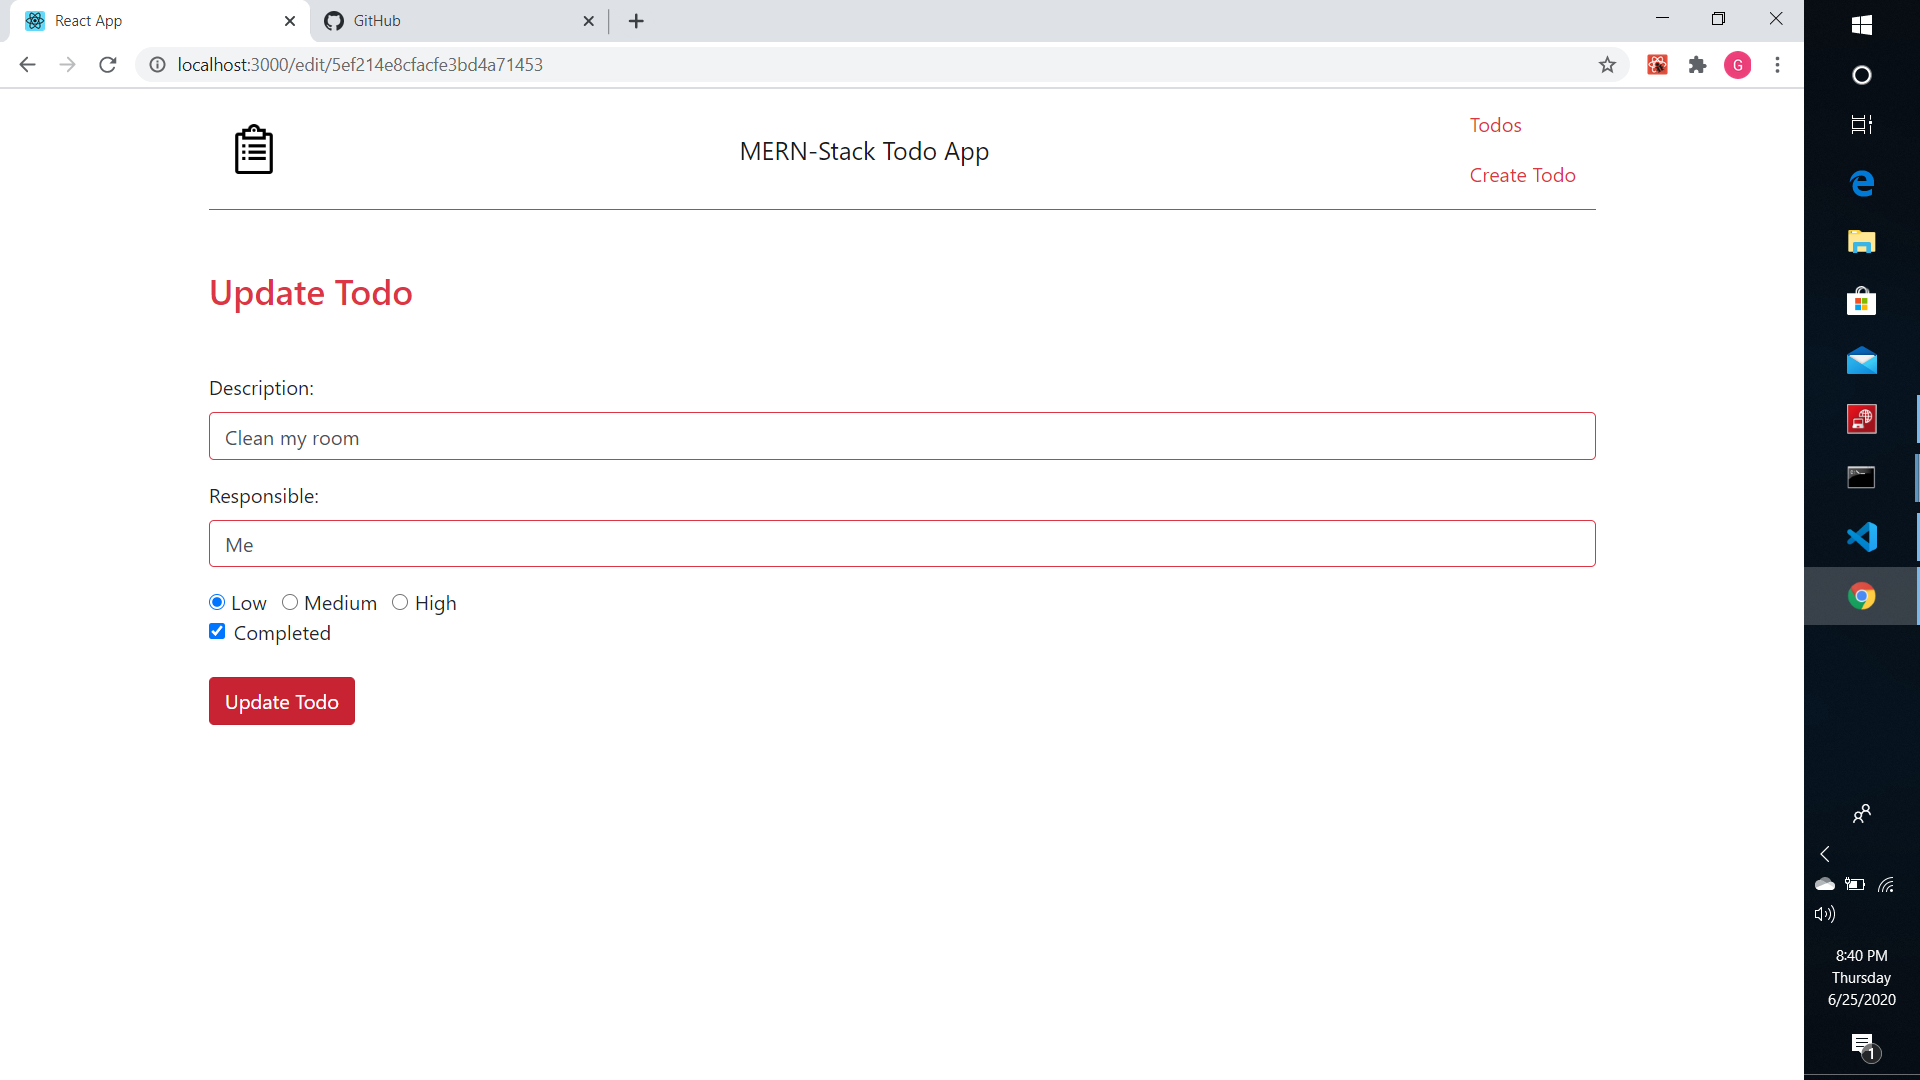 React App
GitHub
localhost:3000/edit/5ef214e8cfacfe3bd4a71453
G
MERN-Stack Todo App
Todos
Create Todo
Update Todo
Description:
Clean my room
Responsible:
Me
Low Medium High
Completed
Update Todo
8:40 PM
Thursday
6/25/2020
1